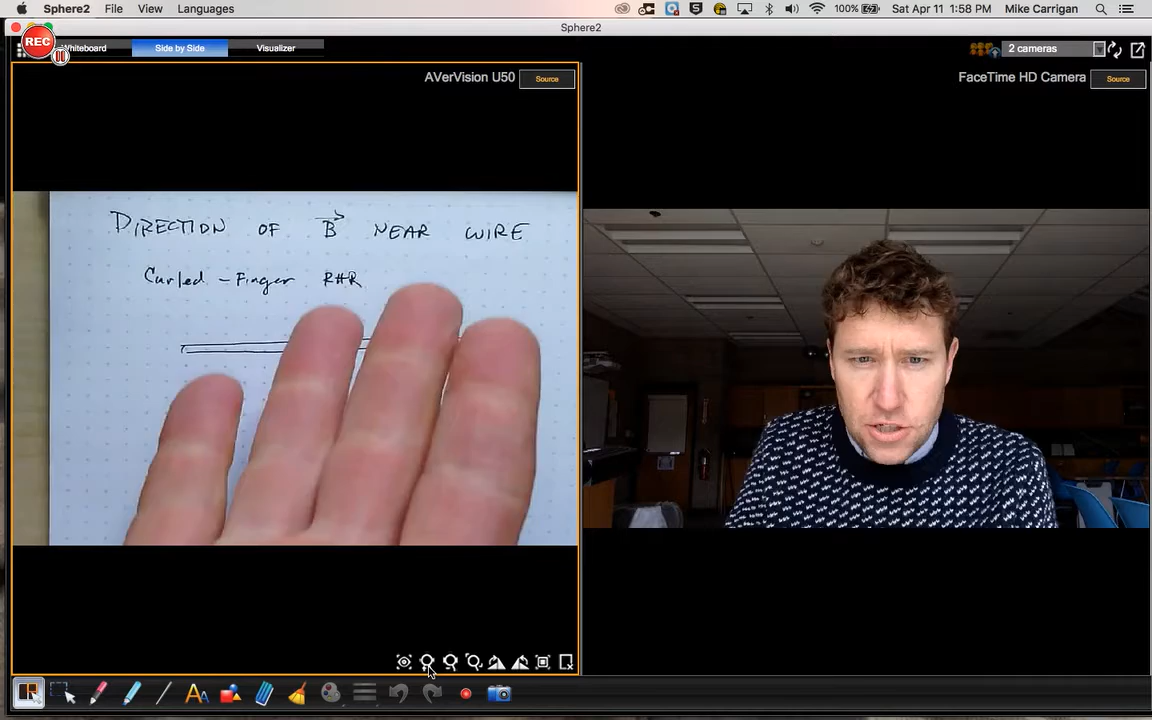 Sphere2 File View Languages 100% Sat Apr 11 1:58 PM Mike Carrigan
Sphere2
REC
Whiteboard Side by Side Visualizer 2 cameras
AVerVision U50 Source
FaceTime HD Camera Source
DIRECTION OF B NEAR WIRE
Curled - Finger RHR